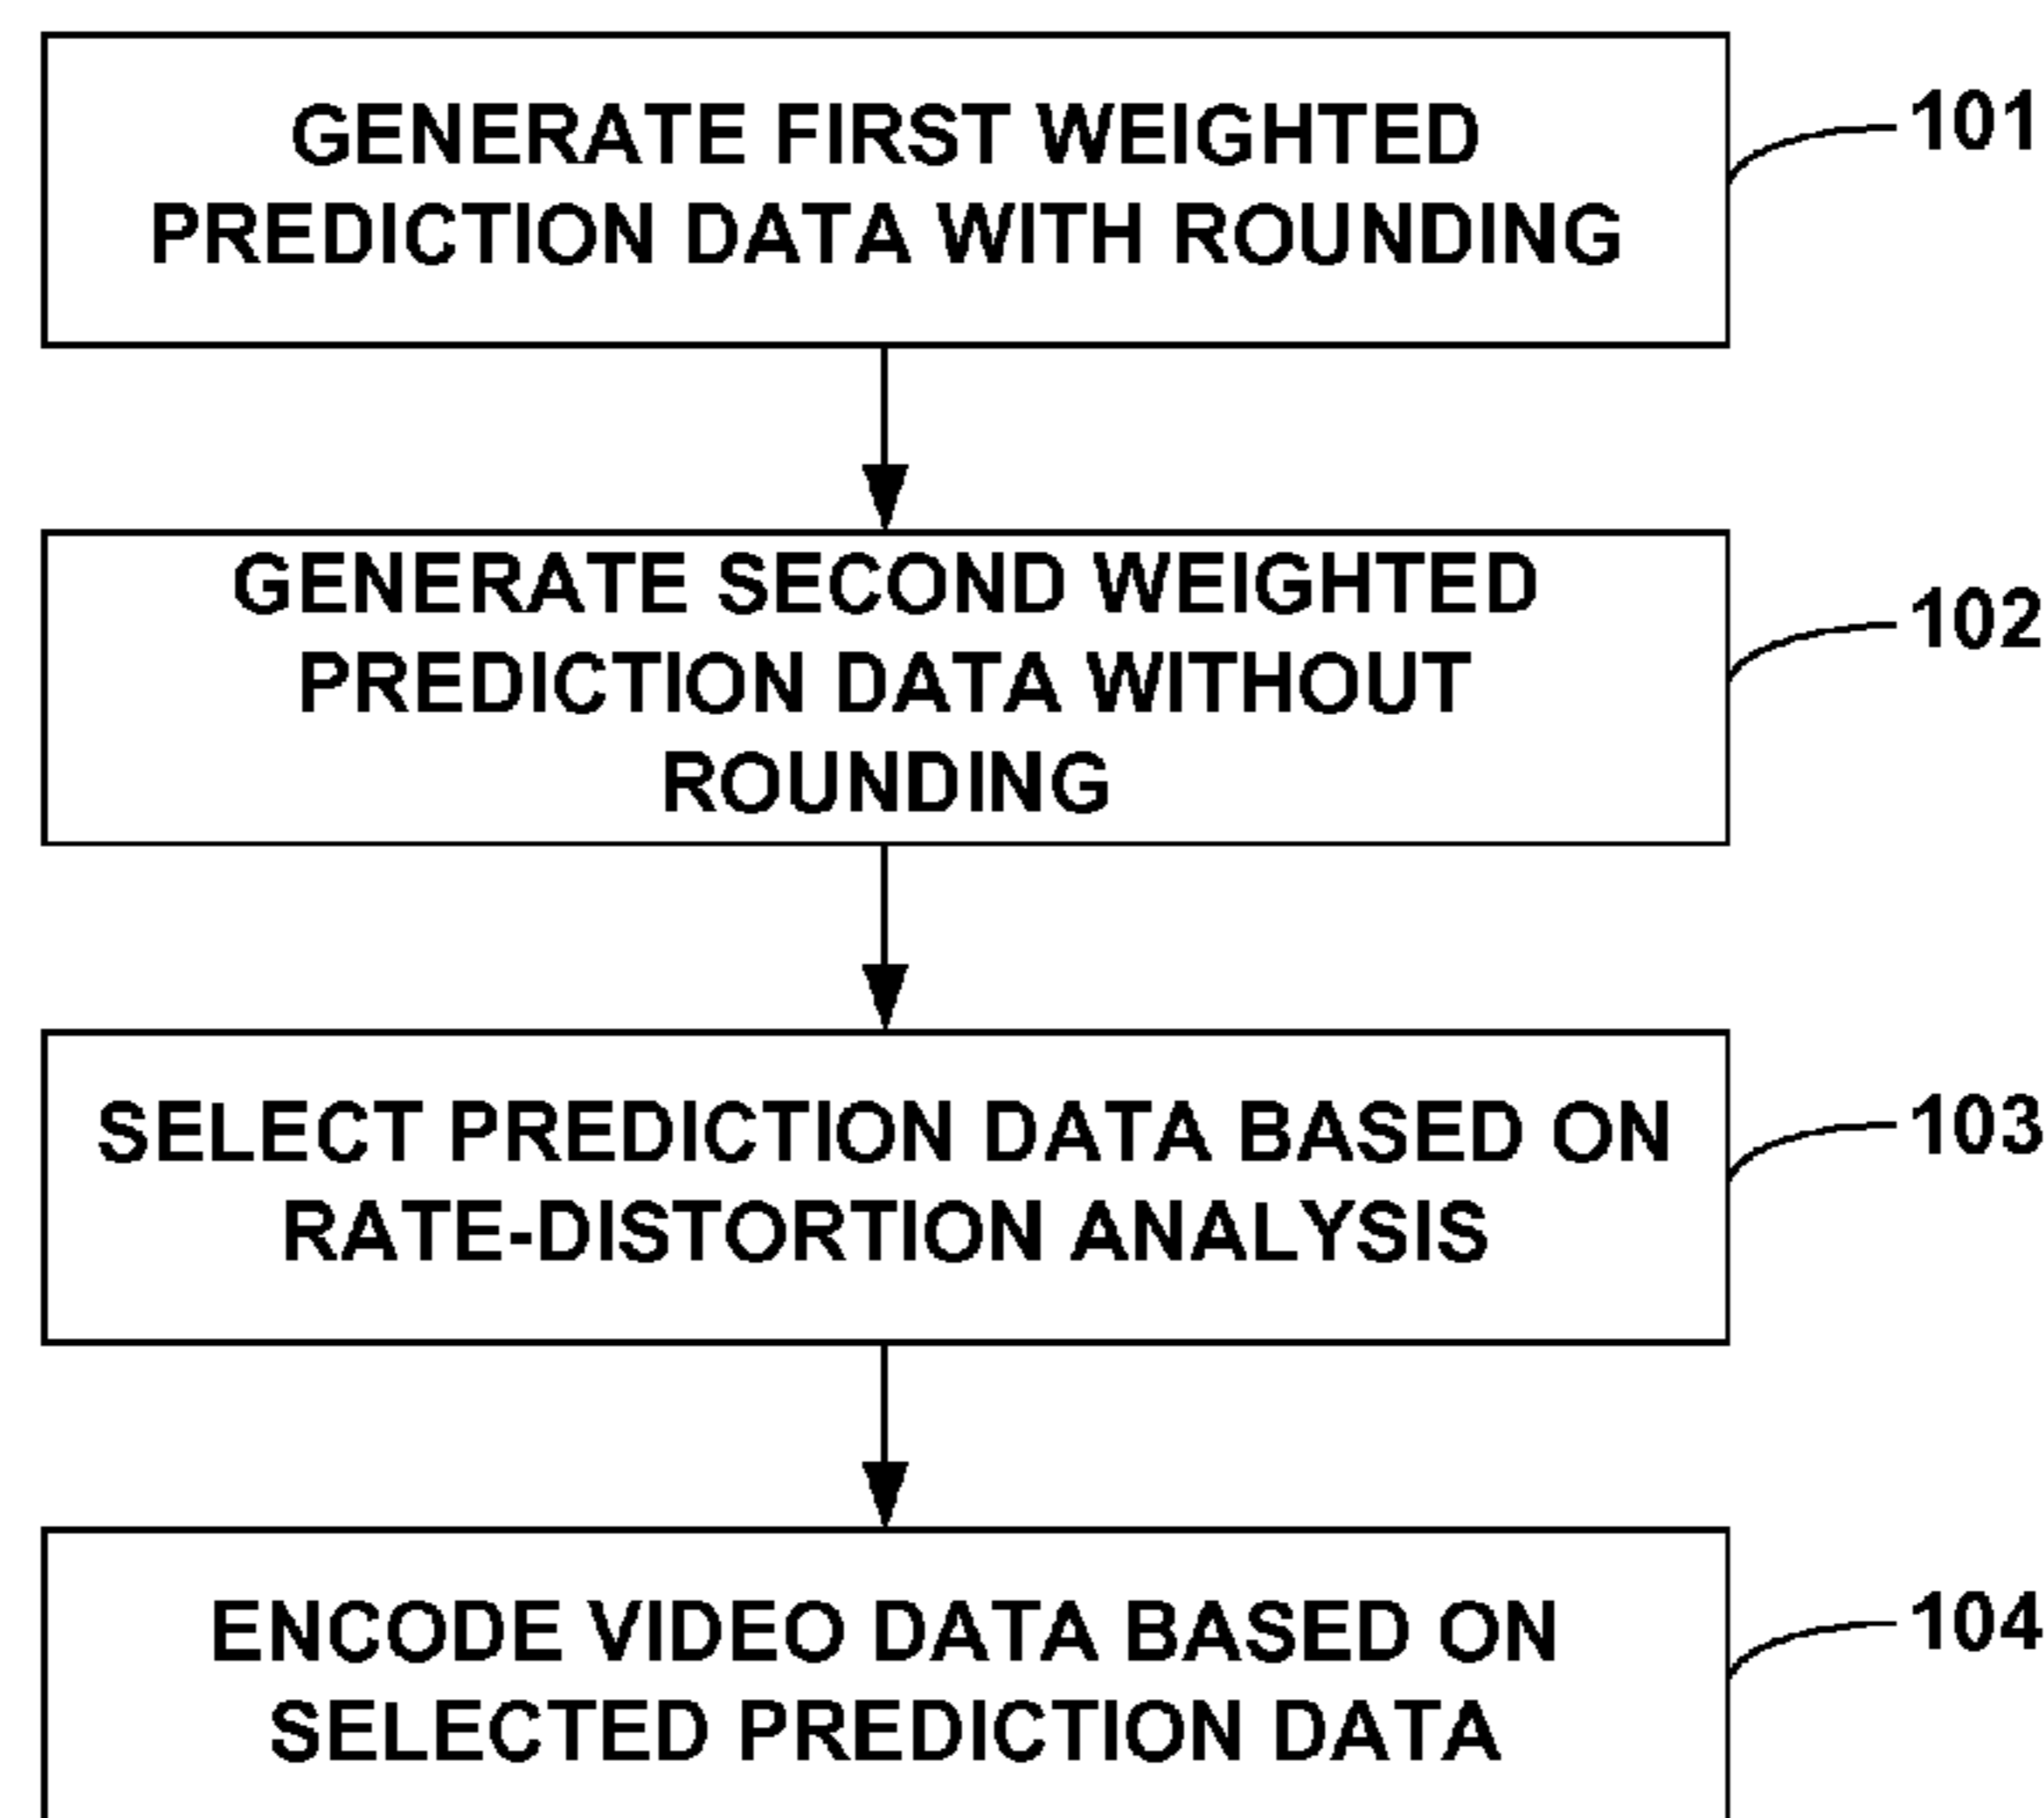 GENERATE FIRST WEIGHTED
PREDICTION DATA WITH ROUNDING
101
GENERATE SECOND WEIGHTED
PREDICTION DATA WITHOUT
ROUNDING
102
SELECT PREDICTION DATA BASED ON
RATE-DISTORTION ANALYSIS
103
ENCODE VIDEO DATA BASED ON
SELECTED PREDICTION DATA
104